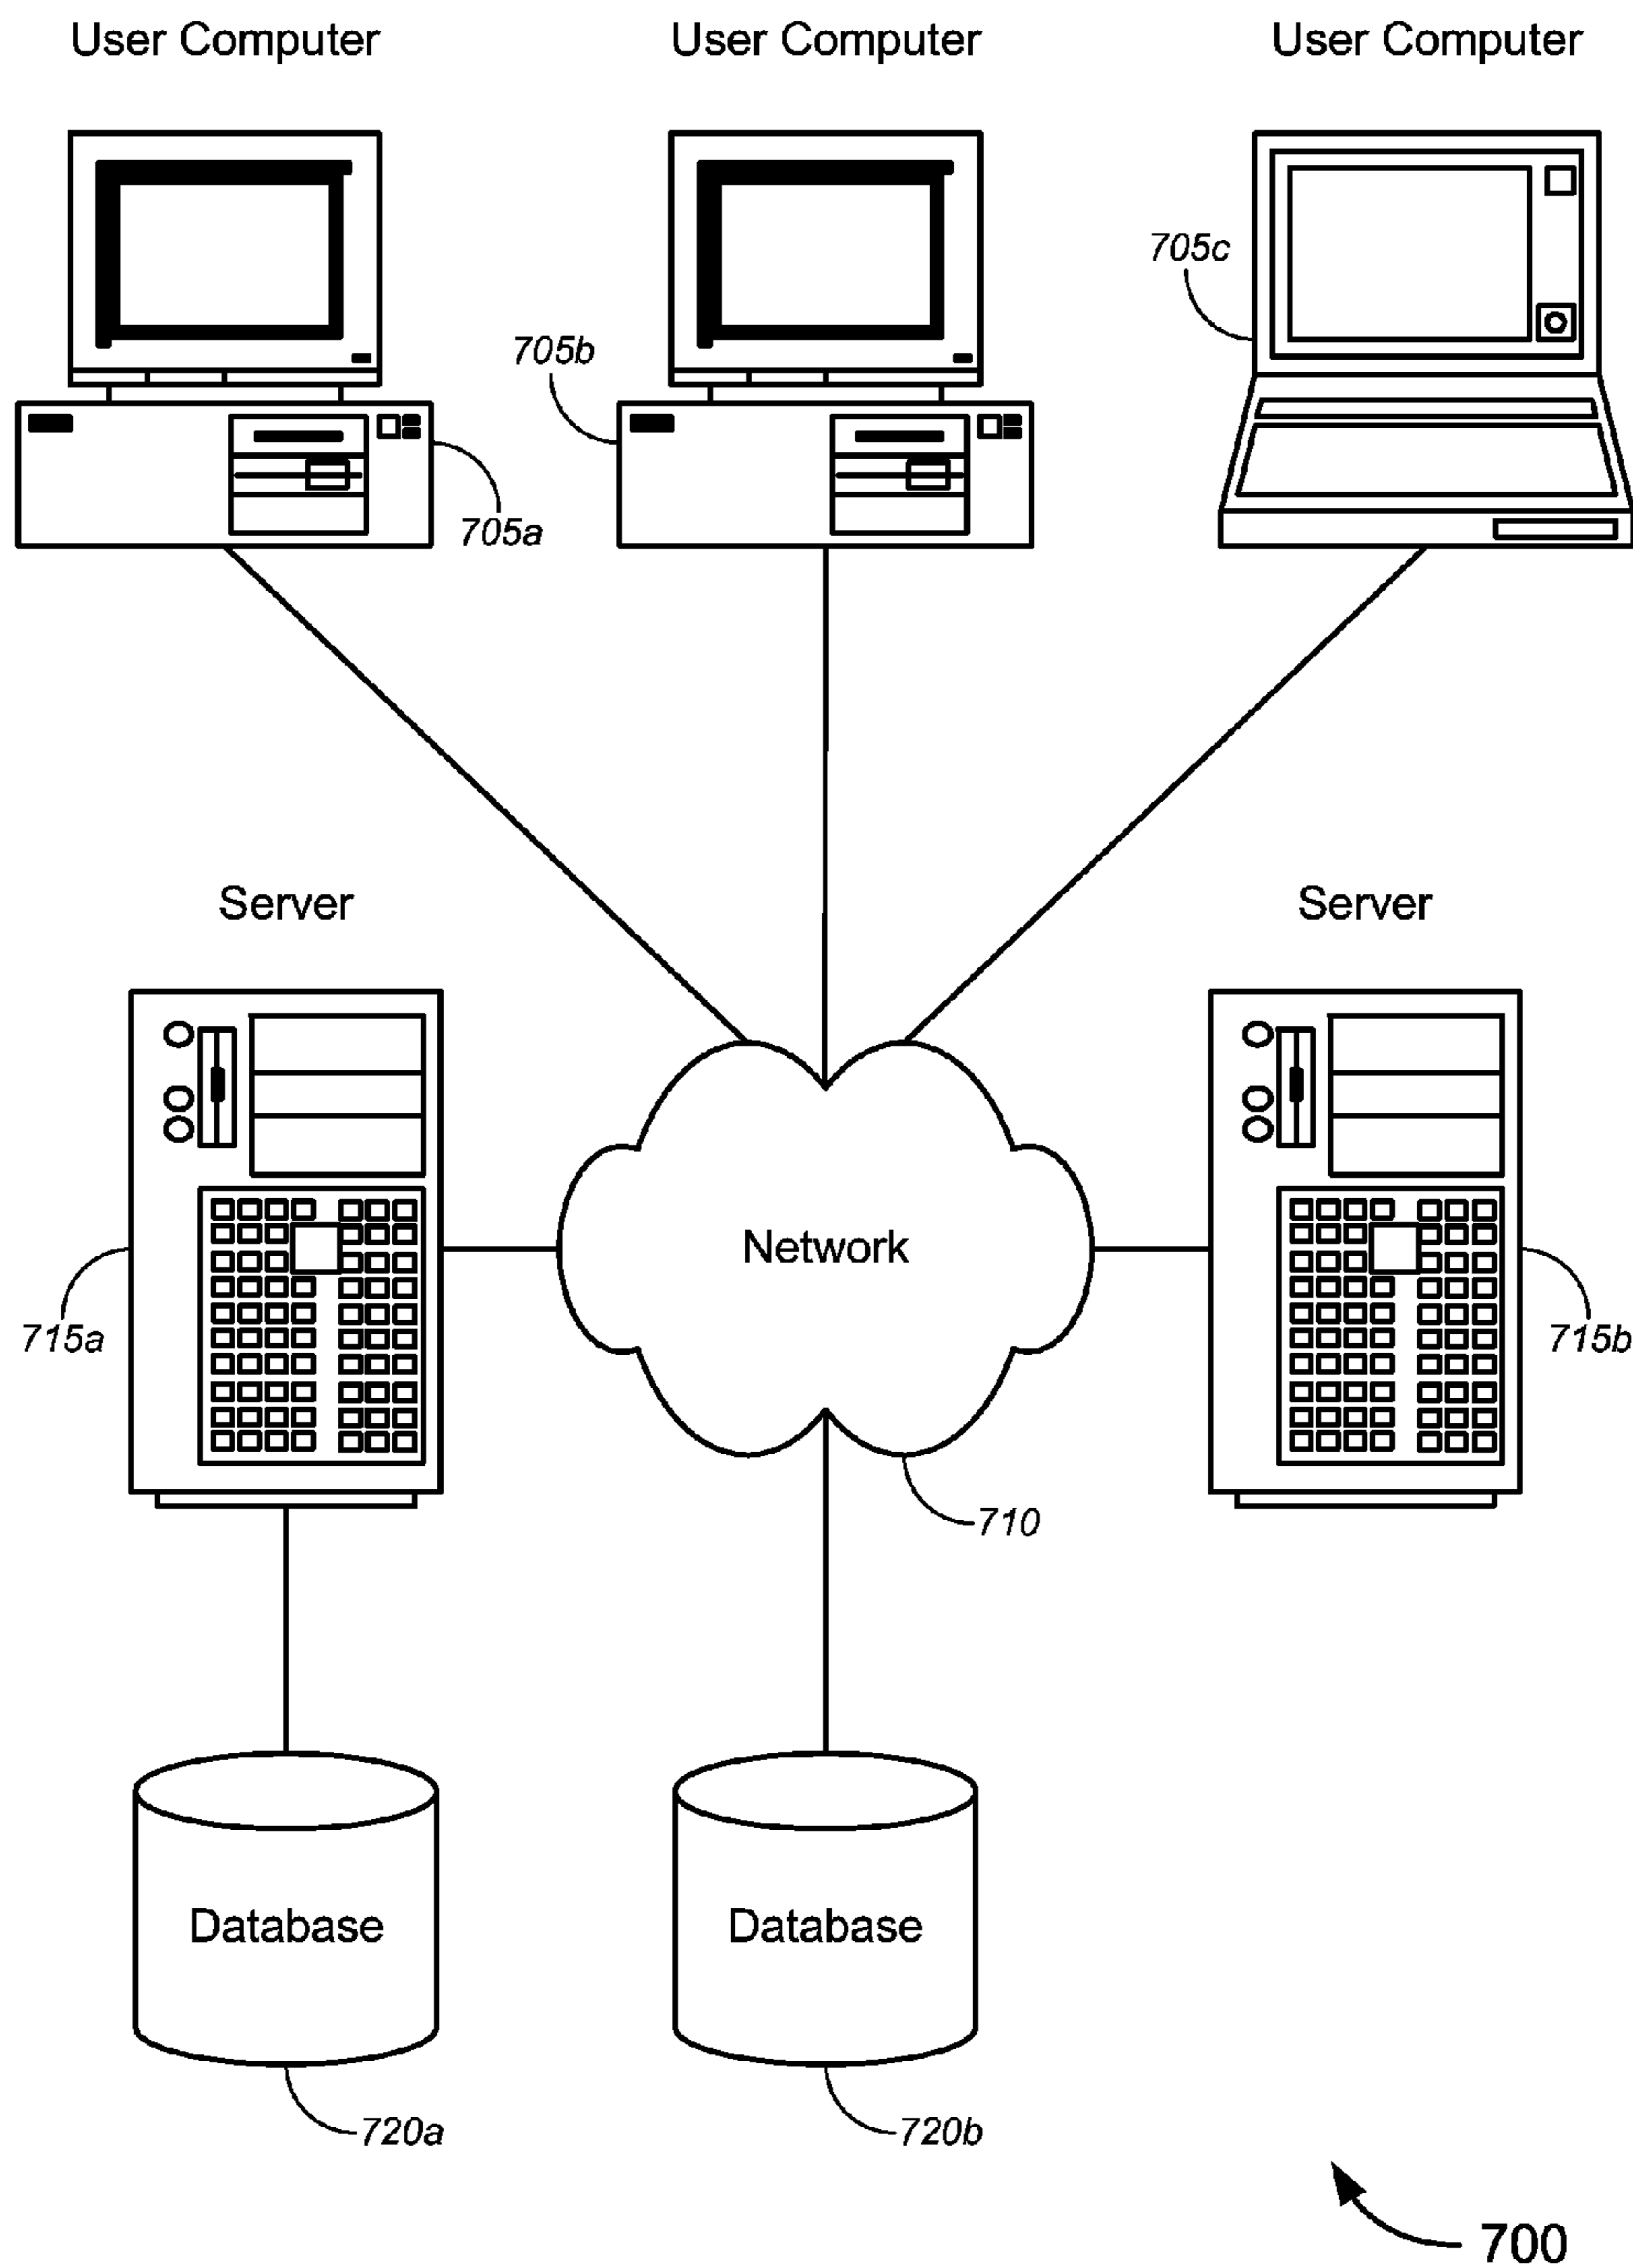 User Computer
User Computer
User Computer
705c
705b
705a
Server
Server
Network
715a
715b
710
Database
Database
720a
720b
700